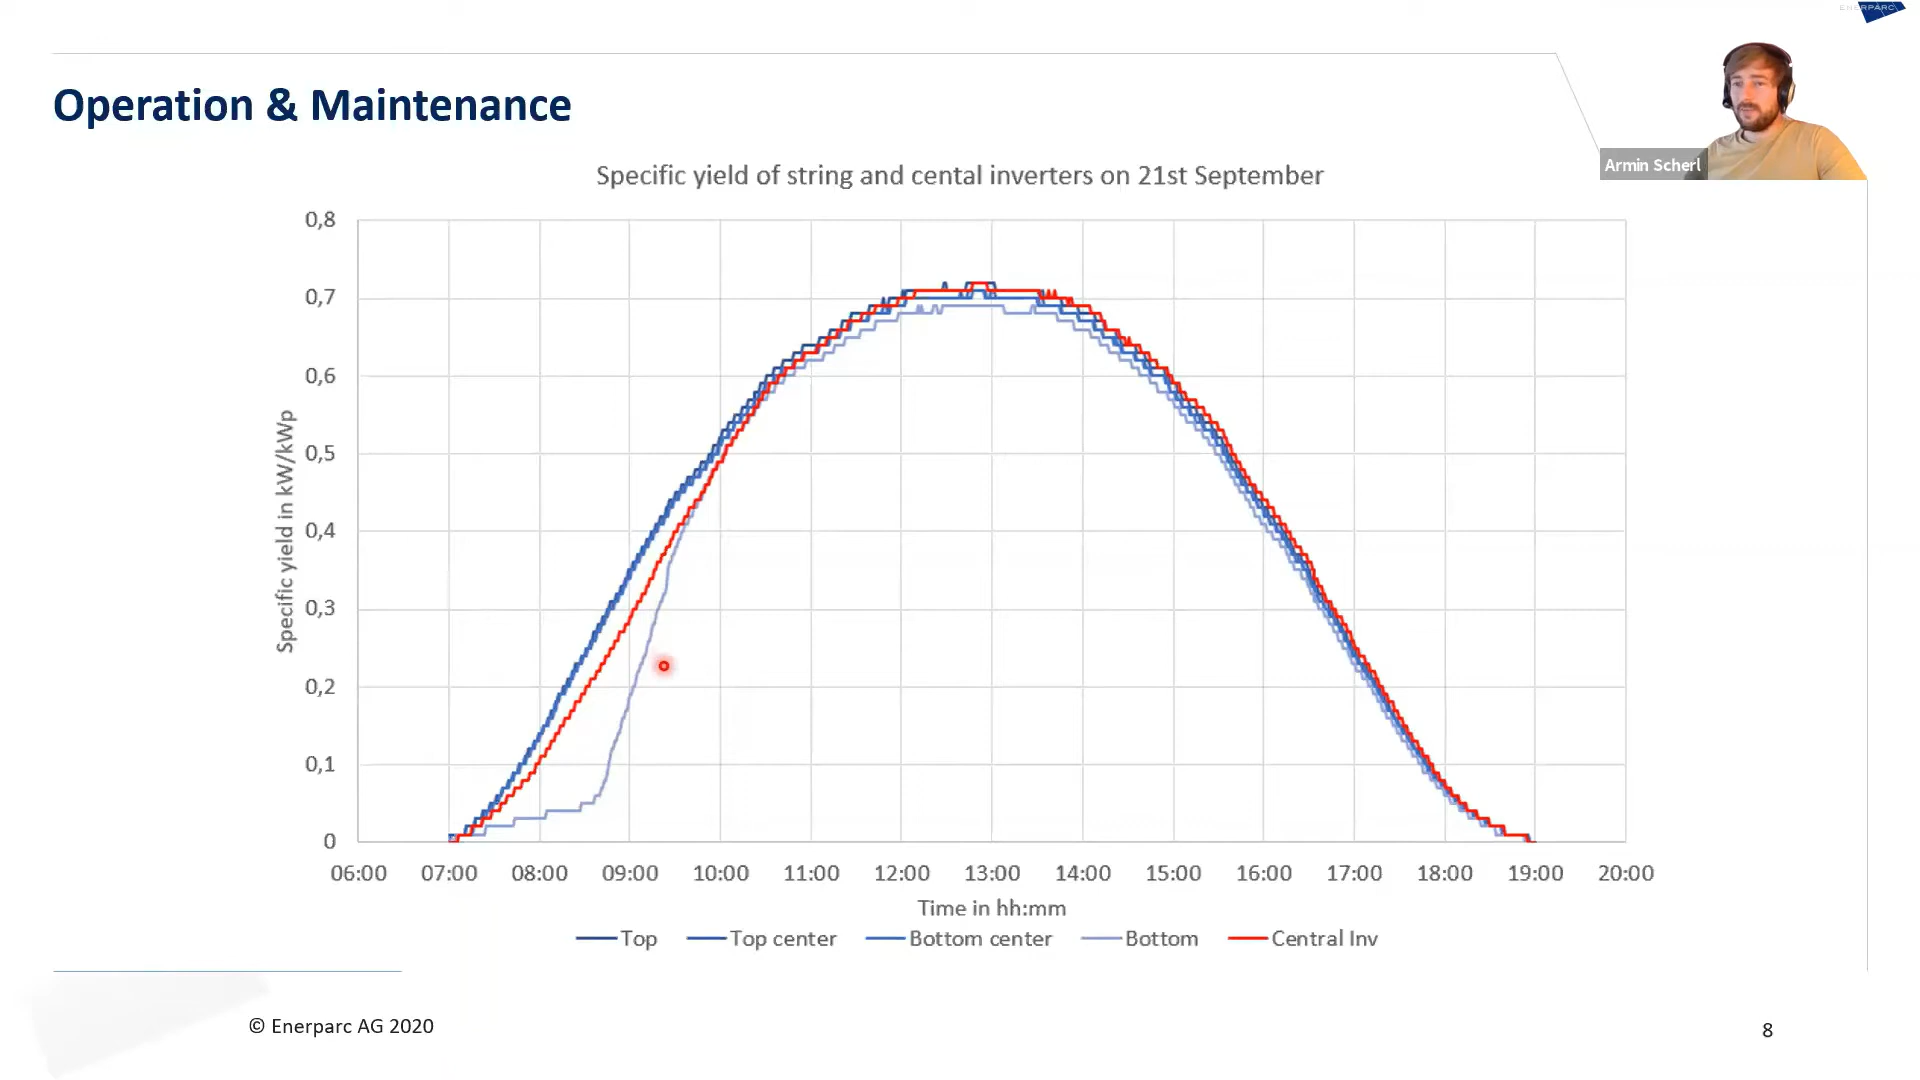 ENERPARC
Operation & Maintenance
Armin Scherl
Specific yield of string and cental inverters on 21st September
Specific yield in kW/kWp
0,8
0,7
0,6
0,5
0,4
0,3
0,2
0,1
0
06:00 07:00 08:00 09:00 10:00 11:00 12:00 13:00 14:00 15:00 16:00 17:00 18:00 19:00 20:00
Time in hh:mm
Top Top center Bottom center Bottom Central Inv
© Enerparc AG 2020
8